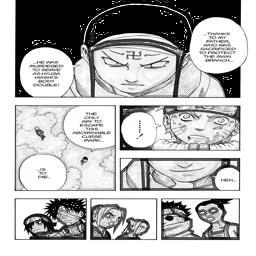 ...THANKS
TO MY
FATHER,
WHO WAS
SACRIFICED
TO PROTECT
THE MAIN
BRANCH...
...HE WAS
MURDERED
TO SERVE
AS HYUGA
HIASHI'S
BODY
DOUBLE!
THE
ONLY
WAY TO
ESCAPE
THIS
ABOMINABLE
CURSE
MARK...
...IS
TO DIE.
HEH...